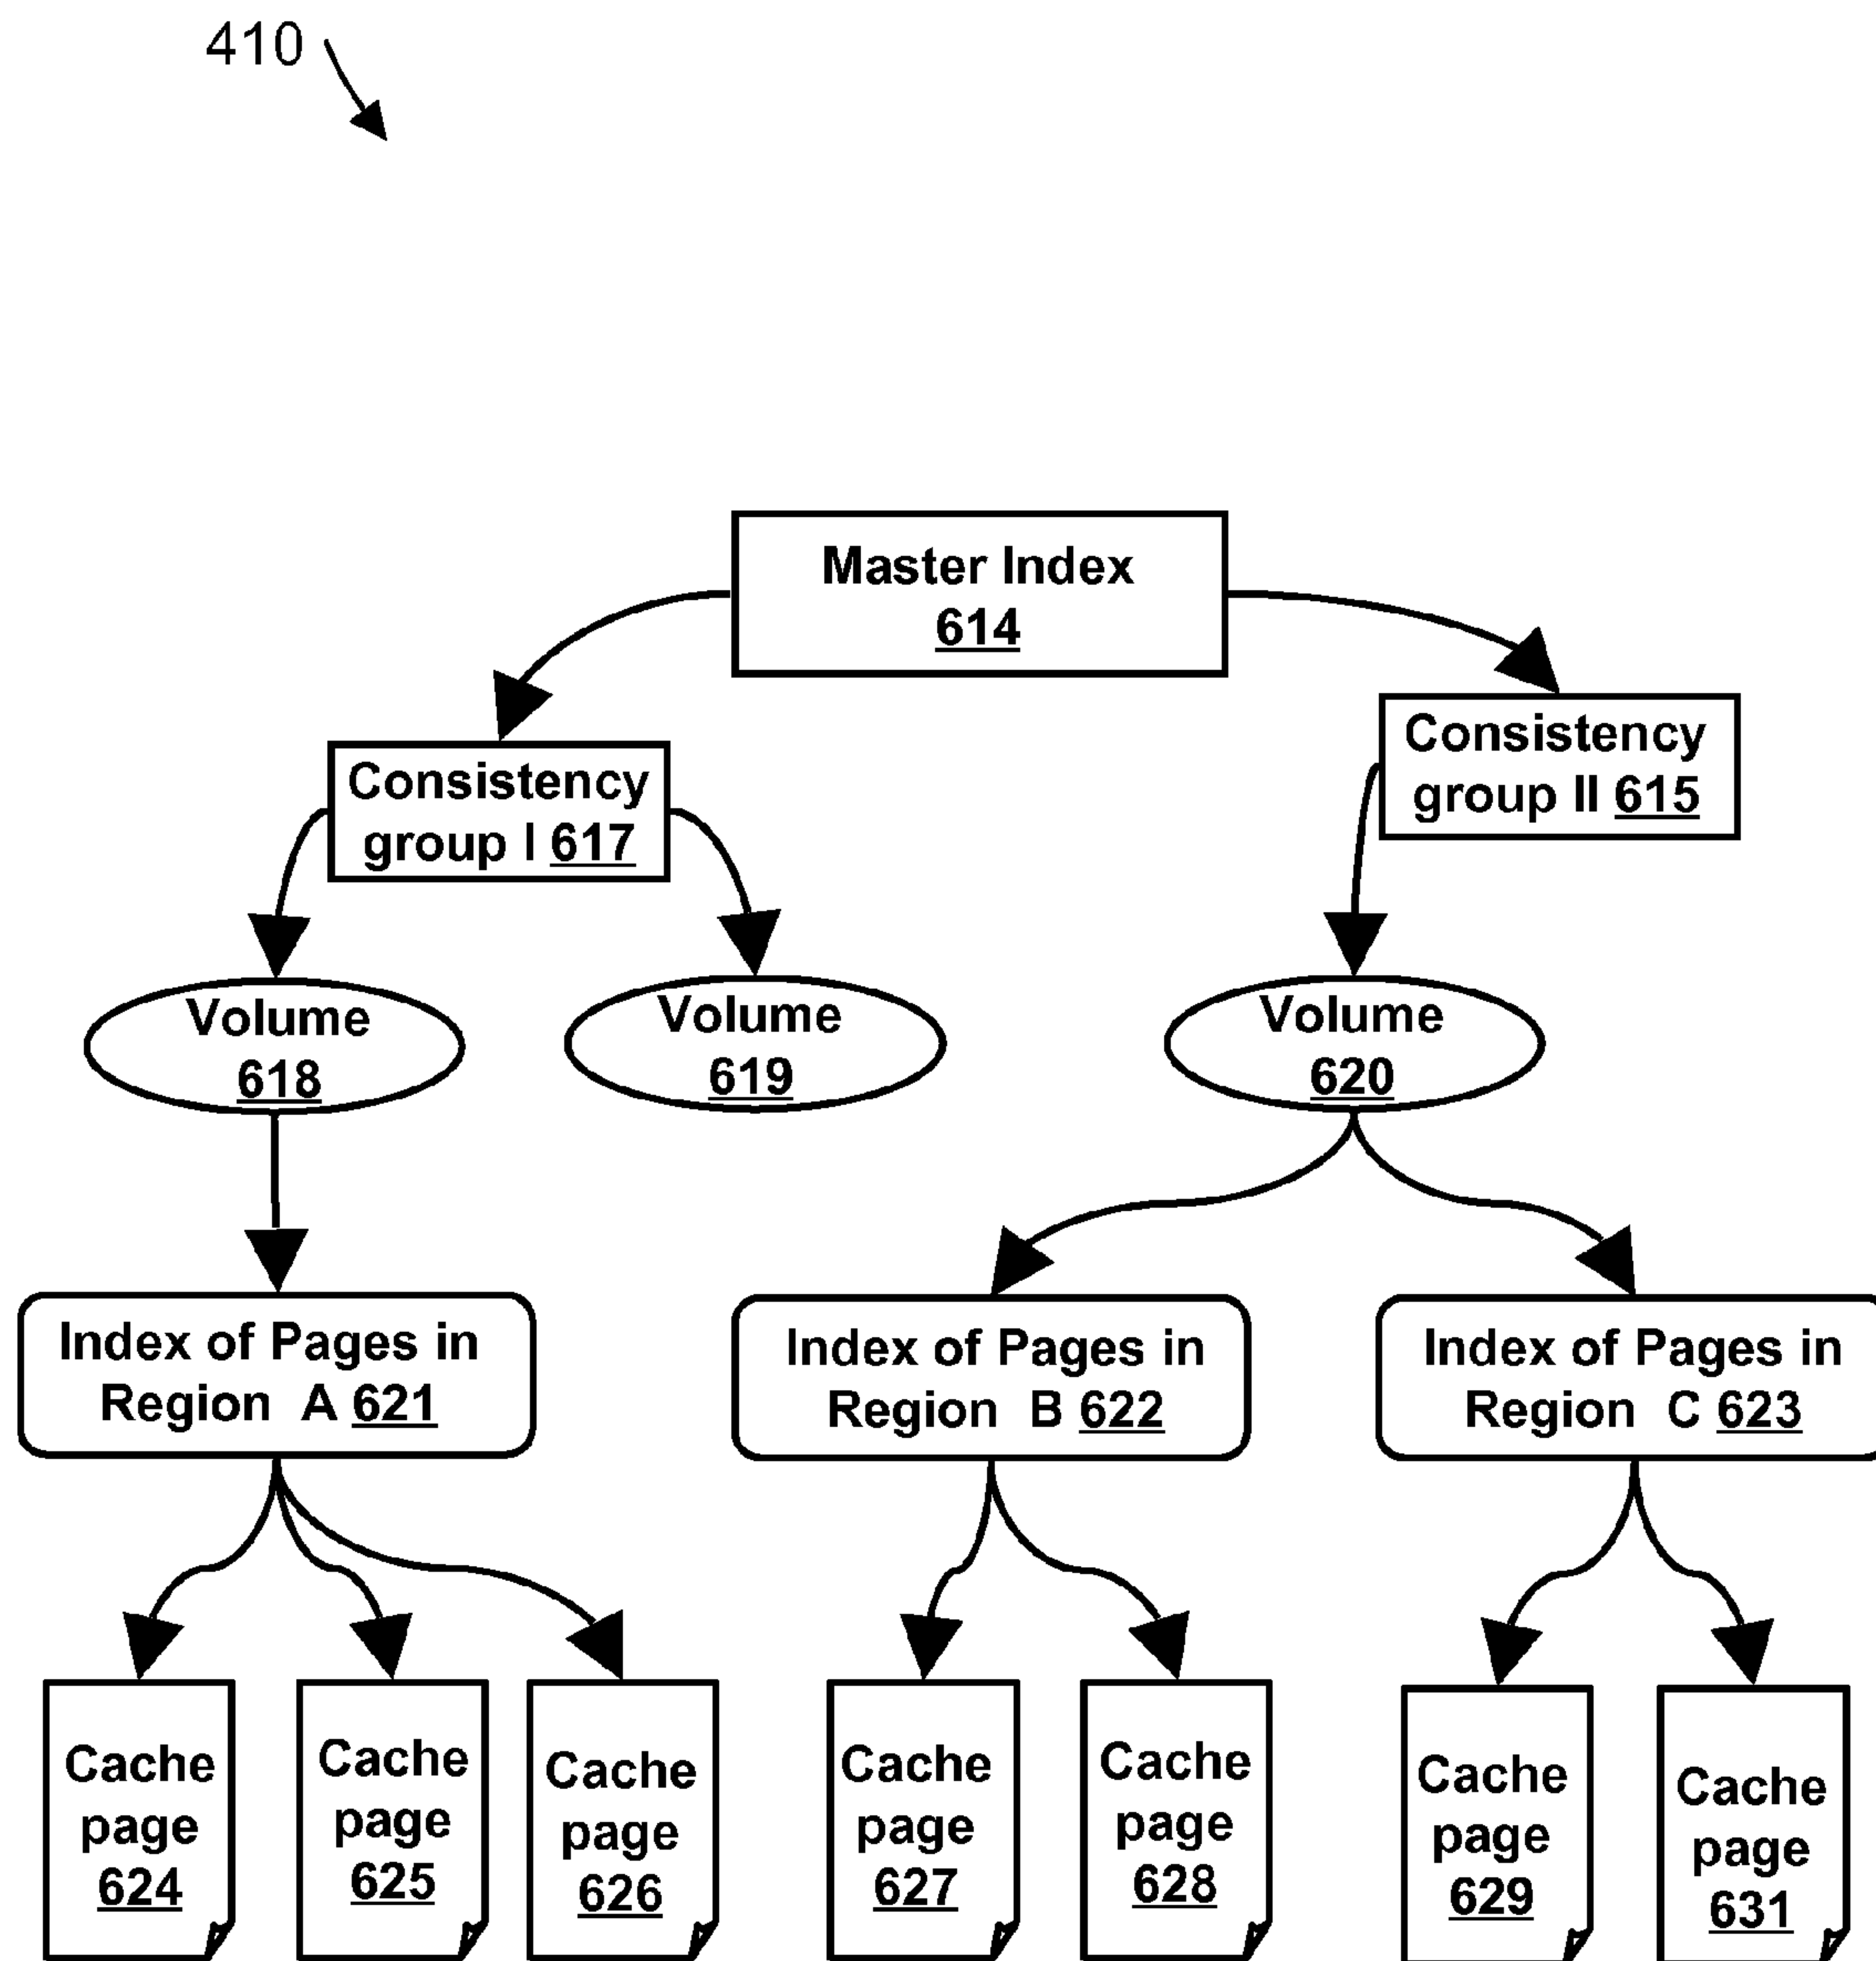 410
Master Index
614
Consistency
group I 617
Consistency
group II 615
Volume
618
Volume
619
Volume
620
Index of Pages in
Region A 621
Index of Pages in
Region B 622
Index of Pages in
Region C 623
Cache
page
624
Cache
page
625
Cache
page
626
Cache
page
627
Cache
page
628
Cache
page
629
Cache
page
631